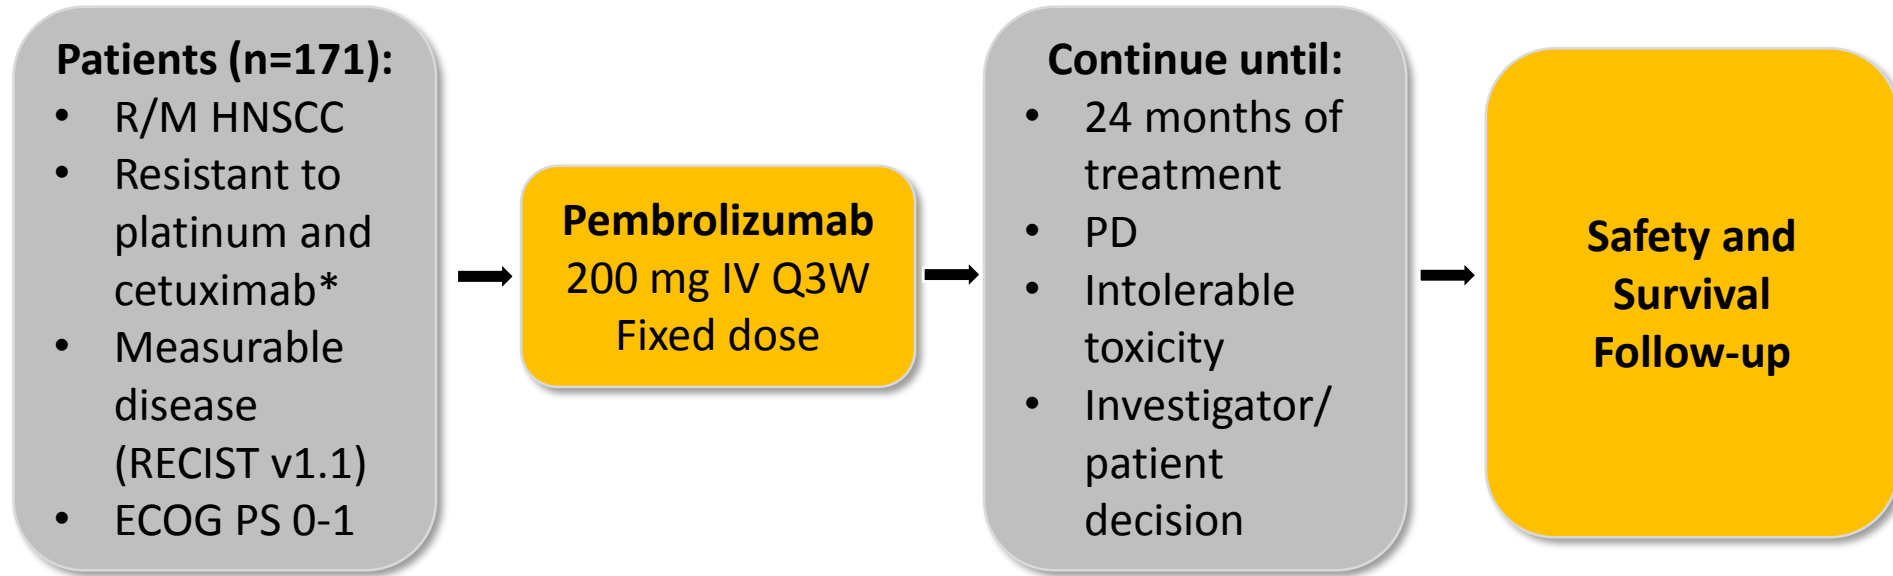 Patients (n=171):
• R/M HNSCC
• Resistant to
platinum and
cetuximab*
• Measurable
disease
(RECIST v1.1)
• ECOG PS 0-1
Pembrolizumab
200 mg IV Q3W
Fixed dose
Continue until:
• 24 months of
treatment
• PD
• Intolerable
toxicity
• Investigator/
patient
decision
Safety and
Survival
Follow-up